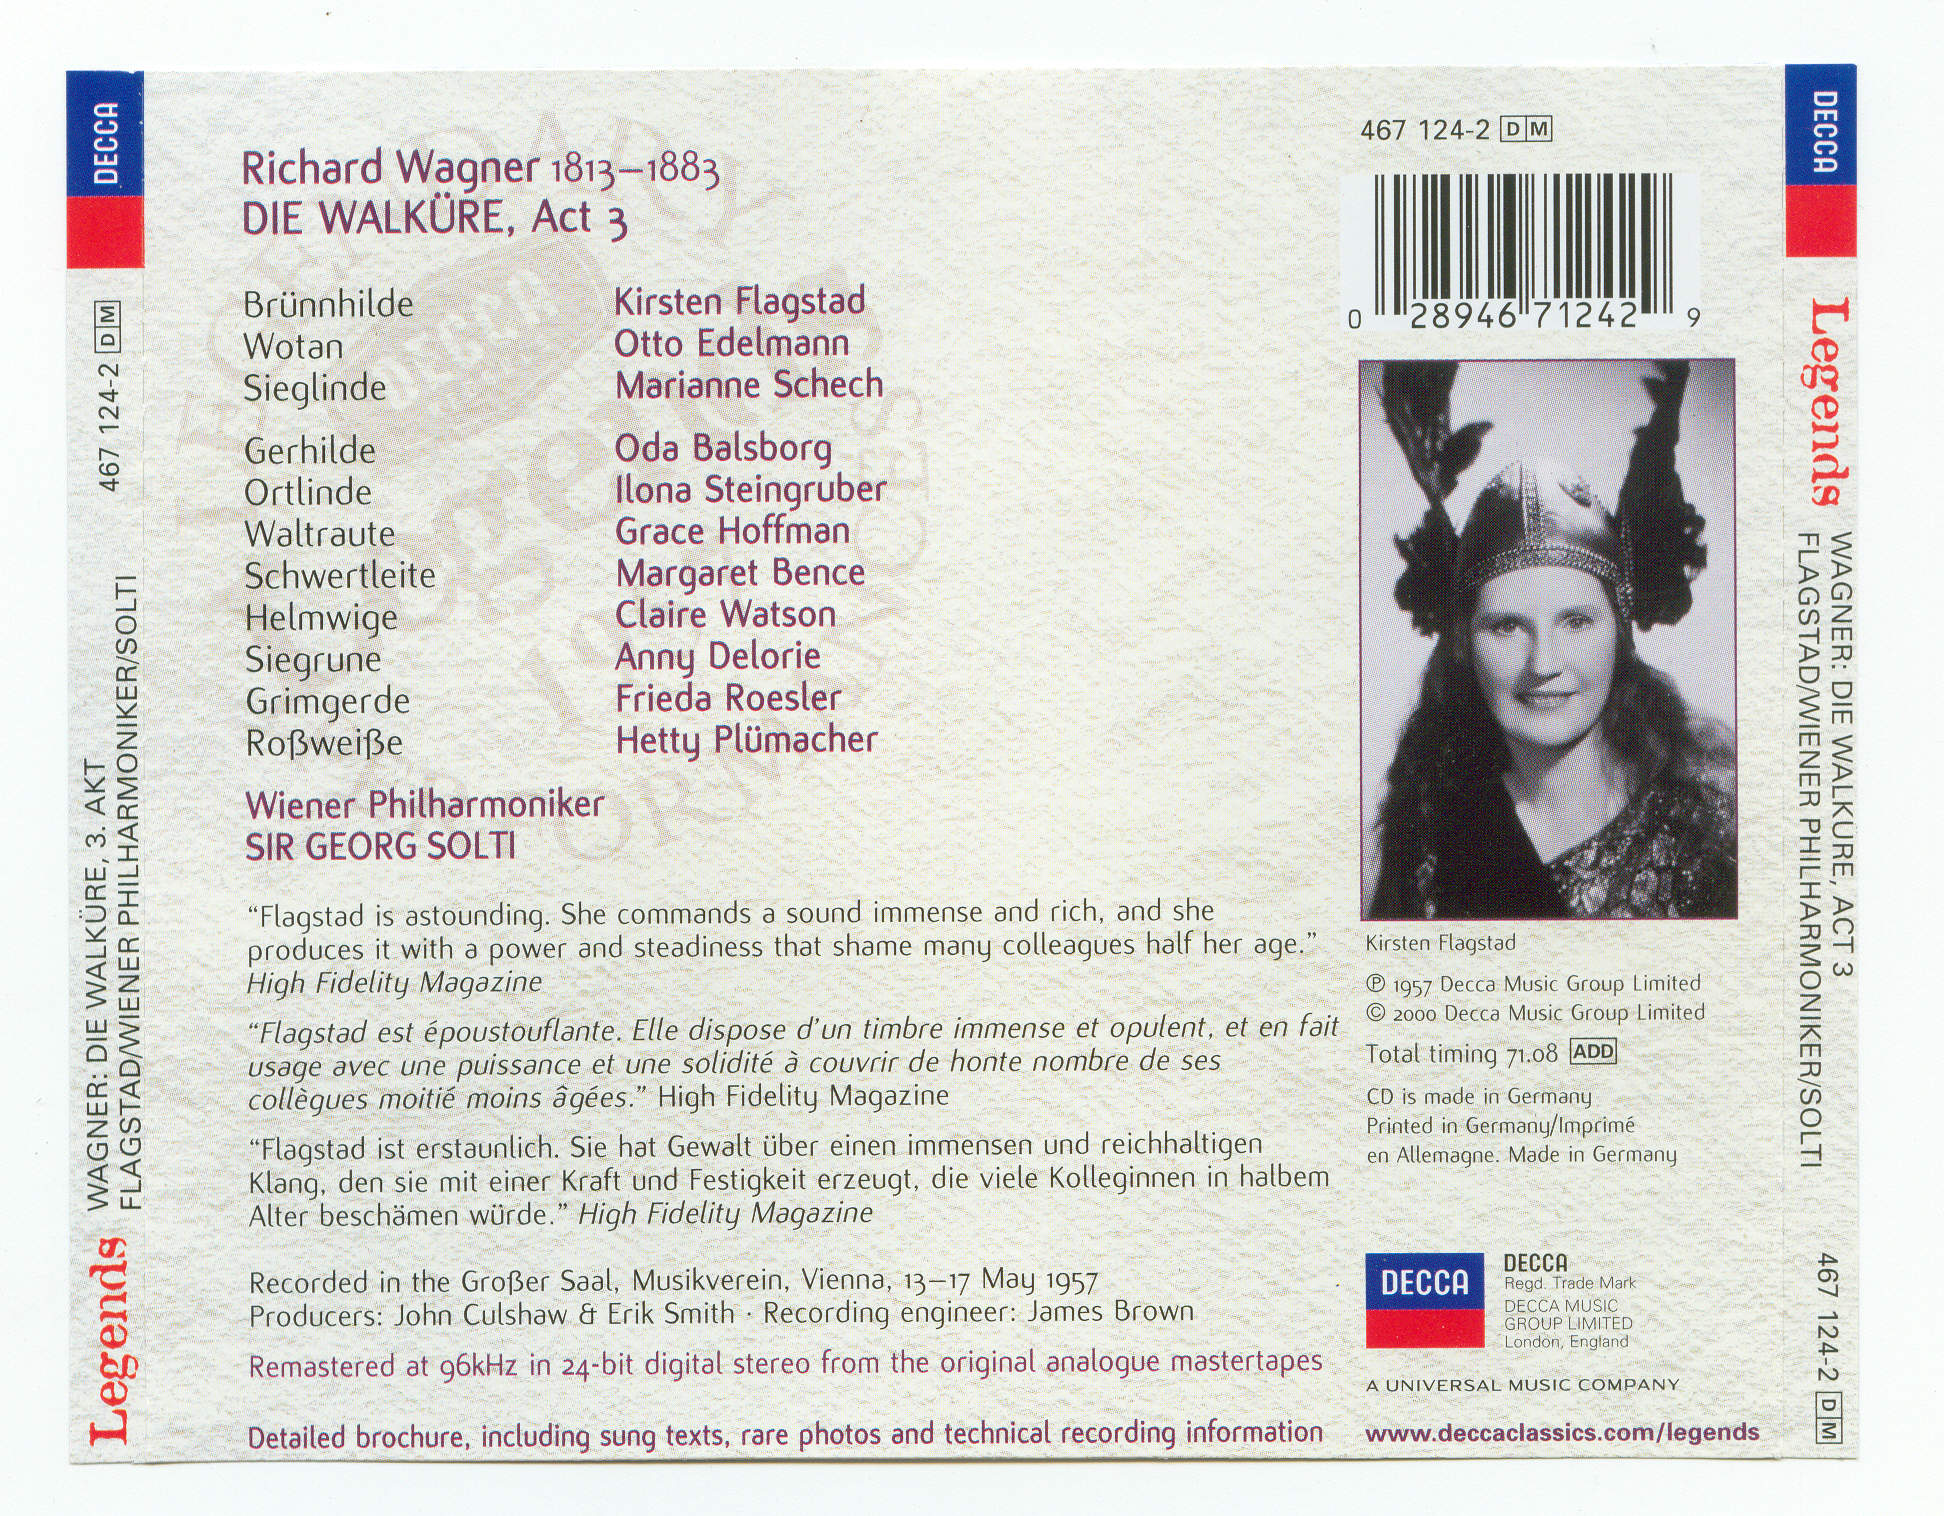 DECCA
467 124-2 DM
WAGNER: DIE WALKÜRE, 3. AKT
FLAGSTAD/WIENER PHILHARMONIKER/SOLTI
Legends
Richard Wagner 1813–1883
DIE WALKÜRE, Act 3
Brünnhilde Kirsten Flagstad
Wotan Otto Edelmann
Sieglinde Marianne Schech
Gerhilde Oda Balsborg
Ortlinde Ilona Steingruber
Waltraute Grace Hoffman
Schwertleite Margaret Bence
Helmwige Claire Watson
Siegrune Anny Delorie
Grimgerde Frieda Roesler
Roßweiße Hetty Plümacher
Wiener Philharmoniker
SIR GEORG SOLTI
“Flagstad is astounding. She commands a sound immense and rich, and she
produces it with a power and steadiness that shame many colleagues half her age.”
High Fidelity Magazine
“Flagstad est époustouflante. Elle dispose d'un timbre immense et opulent, et en fait
usage avec une puissance et une solidité à couvrir de honte nombre de ses
collègues moitié moins âgées.” High Fidelity Magazine
“Flagstad ist erstaunlich. Sie hat Gewalt über einen immensen und reichhaltigen
Klang, den sie mit einer Kraft und Festigkeit erzeugt, die viele Kolleginnen in halbem
Alter beschämen würde.” High Fidelity Magazine
Recorded in the Großer Saal, Musikverein, Vienna, 13–17 May 1957
Producers: John Culshaw & Erik Smith · Recording engineer: James Brown
Remastered at 96kHz in 24-bit digital stereo from the original analogue mastertapes
Detailed brochure, including sung texts, rare photos and technical recording information
467 124-2 DM
0 28946 71242 9
Kirsten Flagstad
℗ 1957 Decca Music Group Limited
© 2000 Decca Music Group Limited
Total timing 71.08 ADD
CD is made in Germany
Printed in Germany/Imprimé
en Allemagne. Made in Germany
DECCA
DECCA
Regd. Trade Mark
DECCA MUSIC
GROUP LIMITED
London, England
A UNIVERSAL MUSIC COMPANY
www.deccaclassics.com/legends
DECCA
Legends
WAGNER: DIE WALKÜRE, ACT 3
FLAGSTAD/WIENER PHILHARMONIKER/SOLTI
467 124-2 DM